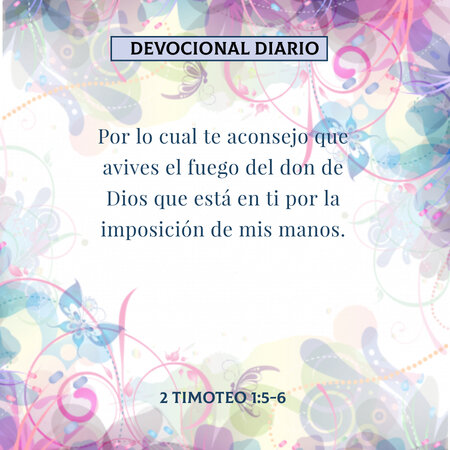 DEVOCIONAL DIARIO
Por lo cual te aconsejo que
avives el fuego del don de
Dios que está en ti por la
imposición de mis manos.
2 TIMOTEO 1:5-6